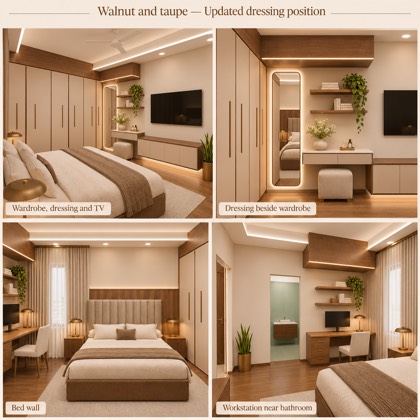 Walnut and taupe — Updated dressing position
Wardrobe, dressing and TV
Dressing beside wardrobe
Bed wall
Workstation near bathroom